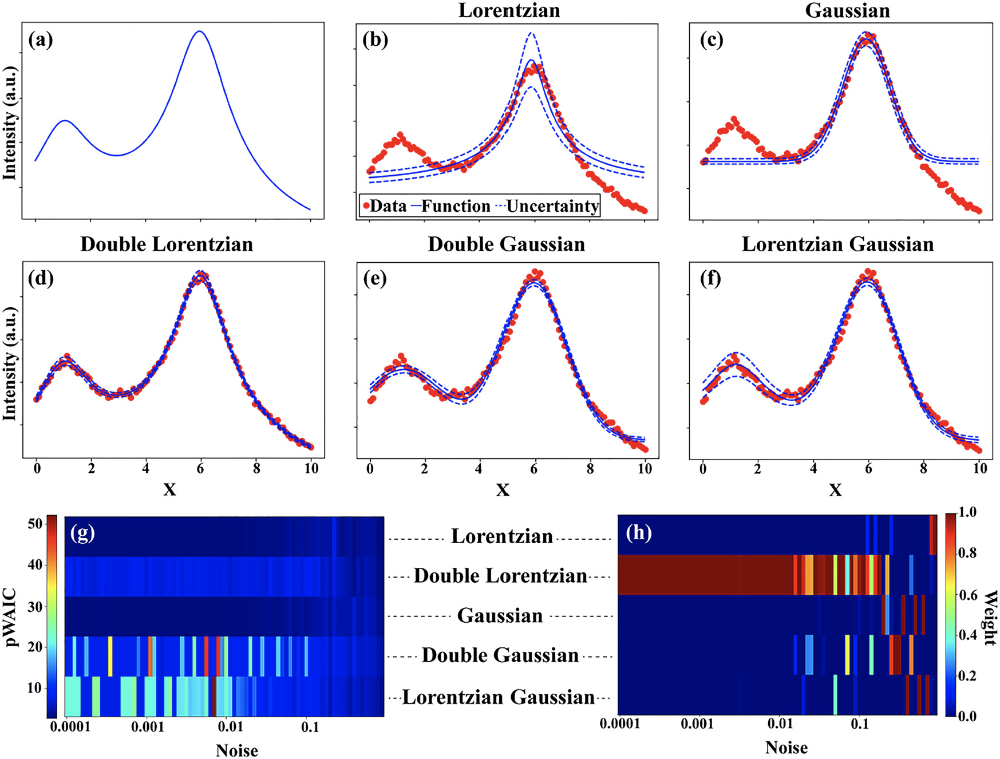 Lorentzian
Gaussian
(a)
(b)
(c)
Intensity (a.u.)
Data Function Uncertainty
Double Lorentzian
Double Gaussian
Lorentzian Gaussian
(d)
(e)
(f)
Intensity (a.u.)
0 2 4 6 8 10
0 2 4 6 8 10
0 2 4 6 8 10
X
X
X
(g)
50
40
30
20
10
pWAIC
0.0001 0.001 0.01 0.1
Noise
Lorentzian
Double Lorentzian
Gaussian
Double Gaussian
Lorentzian Gaussian
(h)
0.0001 0.001 0.01 0.1
Noise
1.0
0.8
0.6
0.4
0.2
0.0
Weight